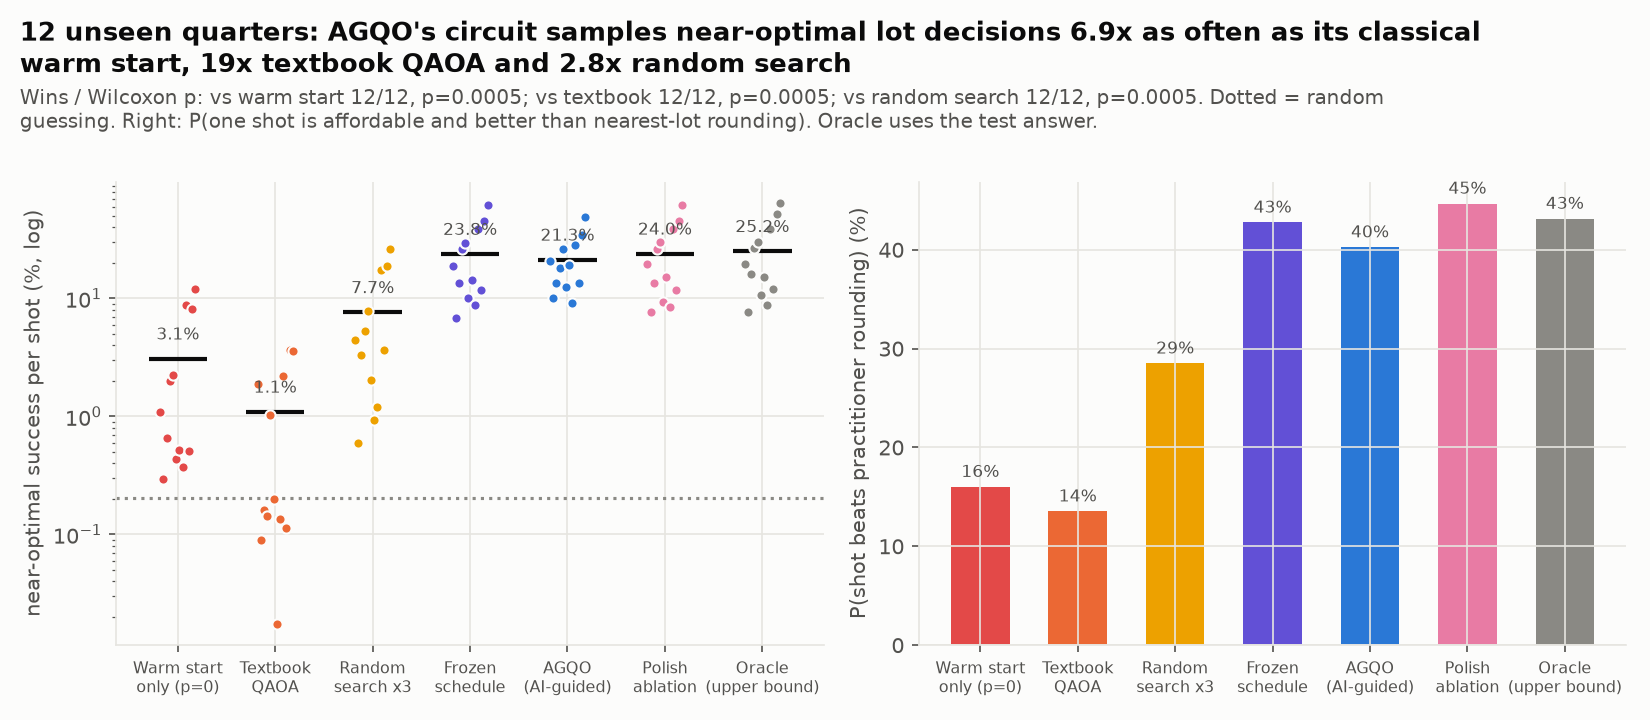 12 unseen quarters: AGQO's circuit samples near-optimal lot decisions 6.9x as often as its classical
warm start, 19x textbook QAOA and 2.8x random search
Wins / Wilcoxon p: vs warm start 12/12, p=0.0005; vs textbook 12/12, p=0.0005; vs random search 12/12, p=0.0005. Dotted = random
guessing. Right: P(one shot is affordable and better than nearest-lot rounding). Oracle uses the test answer.
near-optimal success per shot (%, log)
10¹
10⁰
10⁻¹
3.1%
1.1%
7.7%
23.8%
21.3%
24.0%
25.2%
Warm start
only (p=0)
Textbook
QAOA
Random
search x3
Frozen
schedule
AGQO
(AI-guided)
Polish
ablation
Oracle
(upper bound)
P(shot beats practitioner rounding) (%)
40
30
20
10
0
16%
14%
29%
43%
40%
45%
43%
Warm start
only (p=0)
Textbook
QAOA
Random
search x3
Frozen
schedule
AGQO
(AI-guided)
Polish
ablation
Oracle
(upper bound)